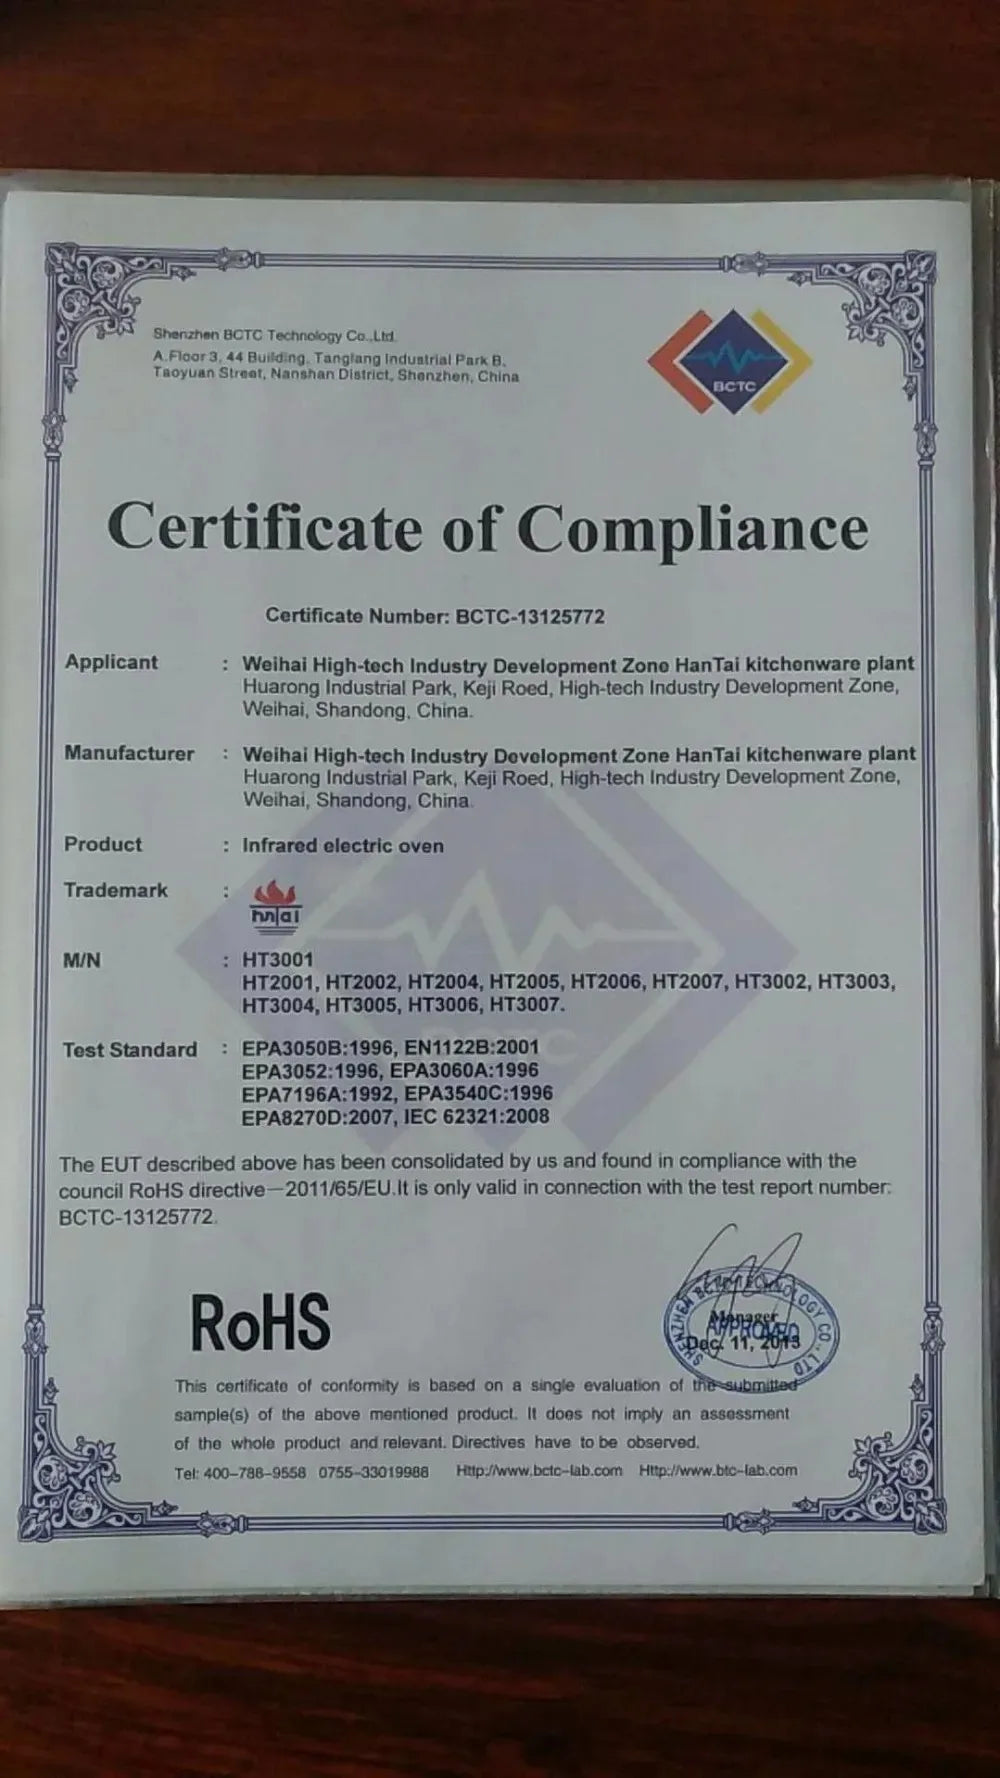 Shenzhen BCTC Technology Co.,Ltd.
A.Floor 3, 44 Building, Tanglang Industrial Park B,
Taoyuan Street, Nanshan District, Shenzhen, China
BCTC
Certificate of Compliance
Certificate Number: BCTC-13125772
Applicant : Weihai High-tech Industry Development Zone HanTai kitchenware plant
Huarong Industrial Park, Keji Roed, High-tech Industry Development Zone,
Weihai, Shandong, China.
Manufacturer : Weihai High-tech Industry Development Zone HanTai kitchenware plant
Huarong Industrial Park, Keji Roed, High-tech Industry Development Zone,
Weihai, Shandong, China.
Product : Infrared electric oven
Trademark :
M/N : HT3001
HT2001, HT2002, HT2004, HT2005, HT2006, HT2007, HT3002, HT3003,
HT3004, HT3005, HT3006, HT3007.
Test Standard : EPA3050B:1996, EN1122B:2001
EPA3052:1996, EPA3060A:1996
EPA7196A:1992, EPA3540C:1996
EPA8270D:2007, IEC 62321:2008
The EUT described above has been consolidated by us and found in compliance with the
council RoHS directive—2011/65/EU.It is only valid in connection with the test report number:
BCTC-13125772.
RoHS
SHENZHEN BCTC TECHNOLOGY CO., LTD
Manager
APPROVED
Dec. 11, 2013
This certificate of conformity is based on a single evaluation of the submitted
sample(s) of the above mentioned product. It does not imply an assessment
of the whole product and relevant. Directives have to be observed.
Tel: 400-788-9558 0755-33019988 Http://www.bctc-lab.com Http://www.btc-lab.com